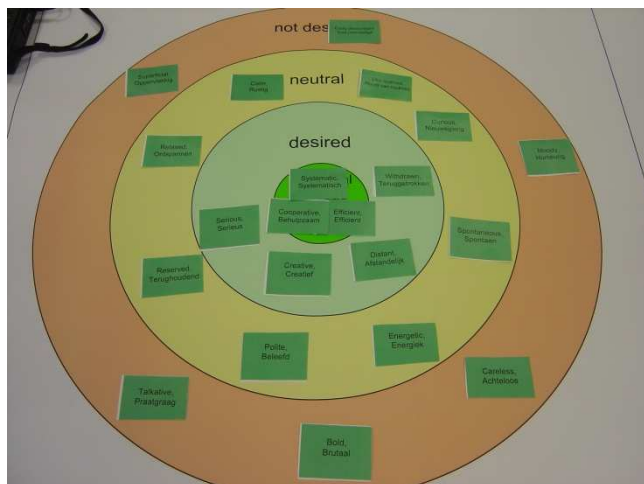 not des
neutral
desired
Superficial,
Oppervlakkig
Calm,
Rustig
Curious,
Nieuwsgierig
Moody,
Humeurig
Relaxed,
Ontspannen
Systematic,
Systematisch
Withdrawn,
Teruggetrokken
Serious,
Serieus
Cooperative,
Behulpzaam
Efficient,
Efficient
Spontaneous,
Spontaan
Reserved,
Terughoudend
Creative,
Creatief
Distant,
Afstandelijk
Polite,
Beleefd
Energetic,
Energiek
Talkative,
Praatgraag
Careless,
Achteloos
Bold,
Brutaal